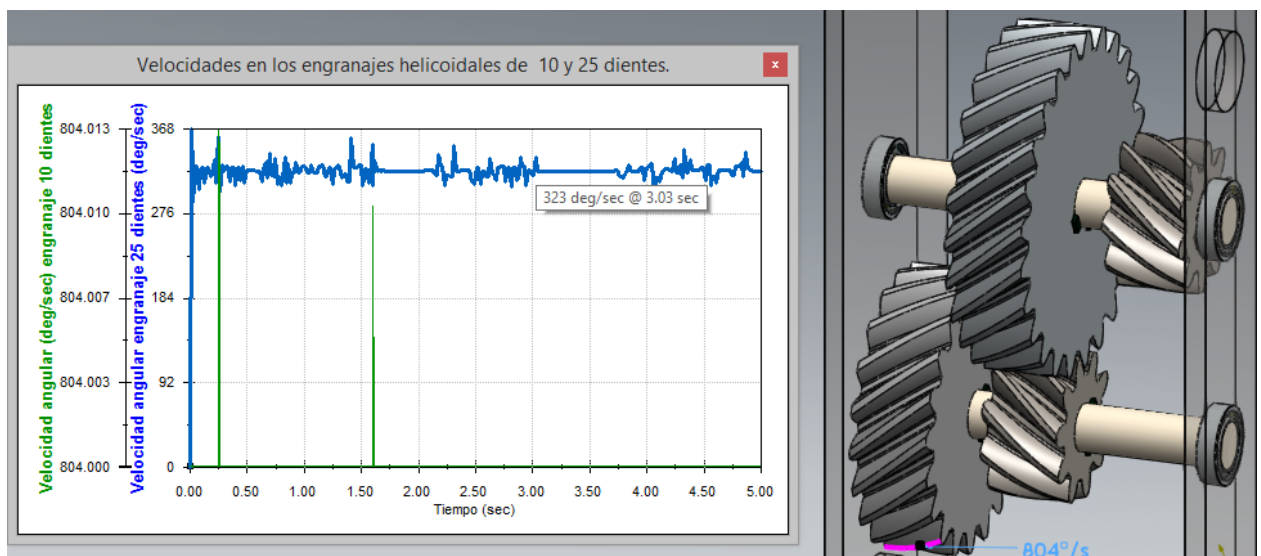 Velocidades en los engranajes helicoidales de 10 y 25 dientes.
x
Velocidad angular (deg/sec) engranaje 10 dientes
804.013
804.010
804.007
804.003
804.000
Velocidad angular engranaje 25 dientes (deg/sec)
368
276
184
92
0
323 deg/sec @ 3.03 sec
0.00 0.50 1.00 1.50 2.00 2.50 3.00 3.50 4.00 4.50 5.00
Tiempo (sec)
804°/s